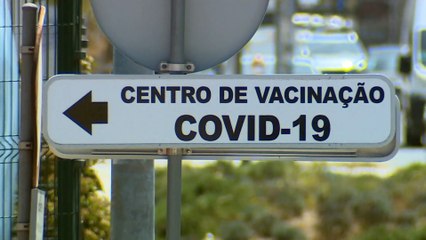 CENTRO DE VACINAÇÃO
COVID-19